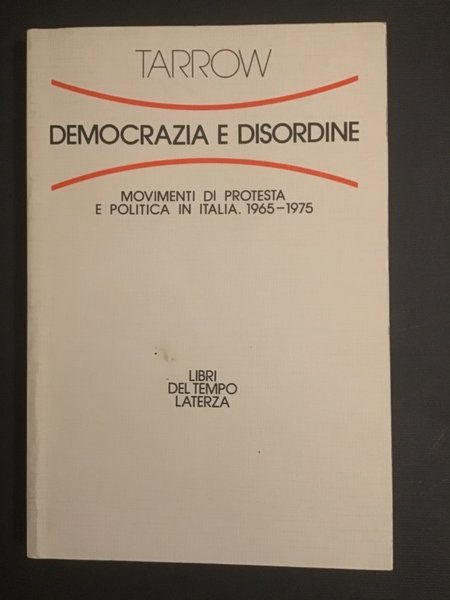 TARROW
DEMOCRAZIA E DISORDINE
MOVIMENTI DI PROTESTA
E POLITICA IN ITALIA. 1965–1975
LIBRI
DEL TEMPO
LATERZA